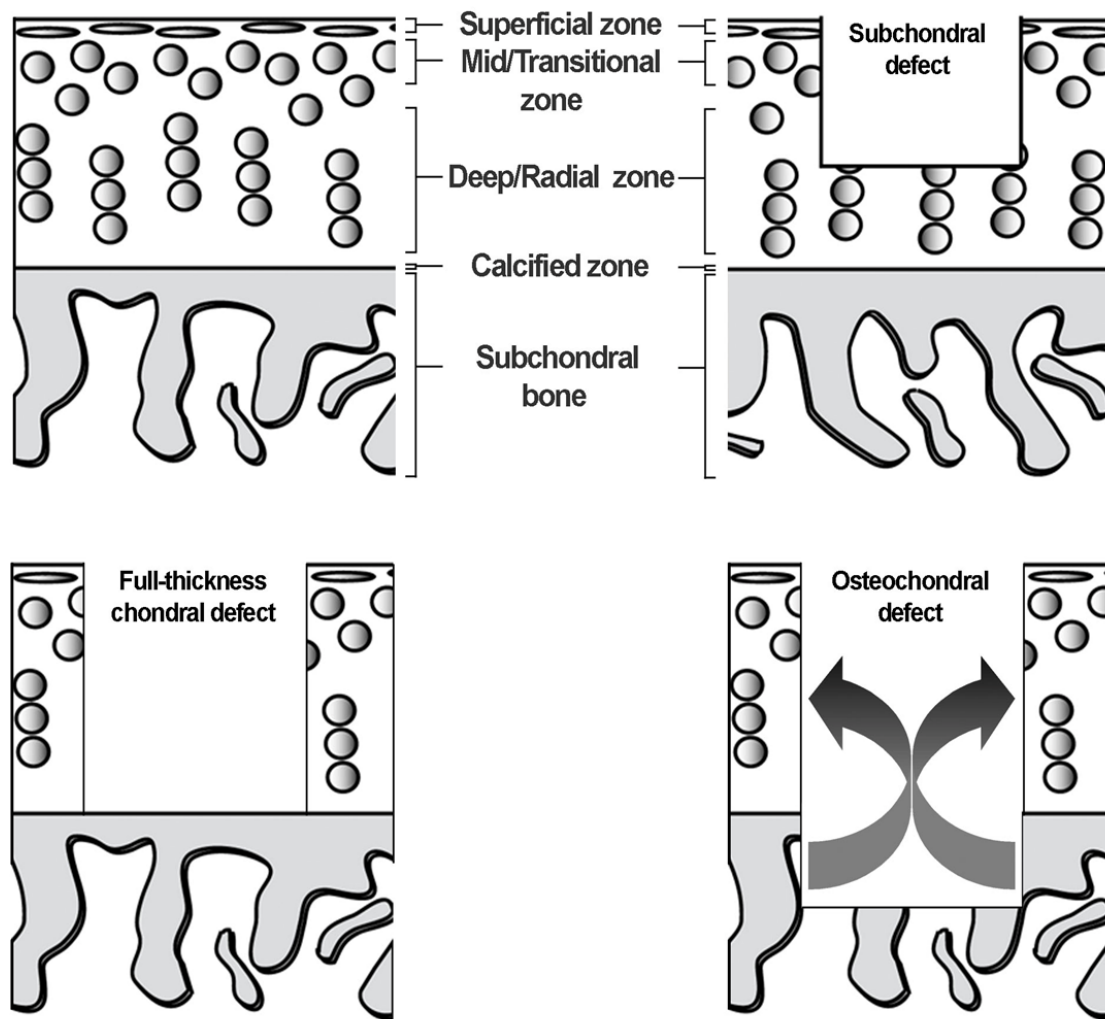 Superficial zone
Mid/Transitional
zone
Deep/Radial zone
Calcified zone
Subchondral
bone
Subchondral
defect
Full-thickness
chondral defect
Osteochondral
defect